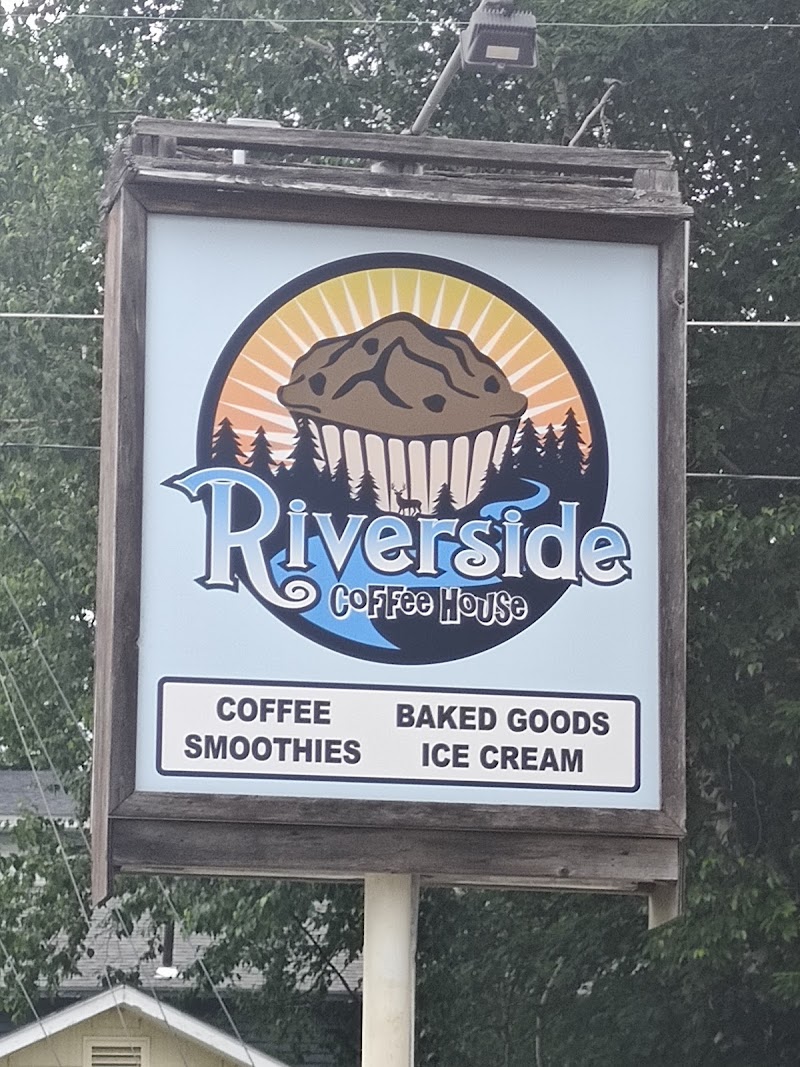 Riverside
Coffee House
COFFEE BAKED GOODS
SMOOTHIES ICE CREAM